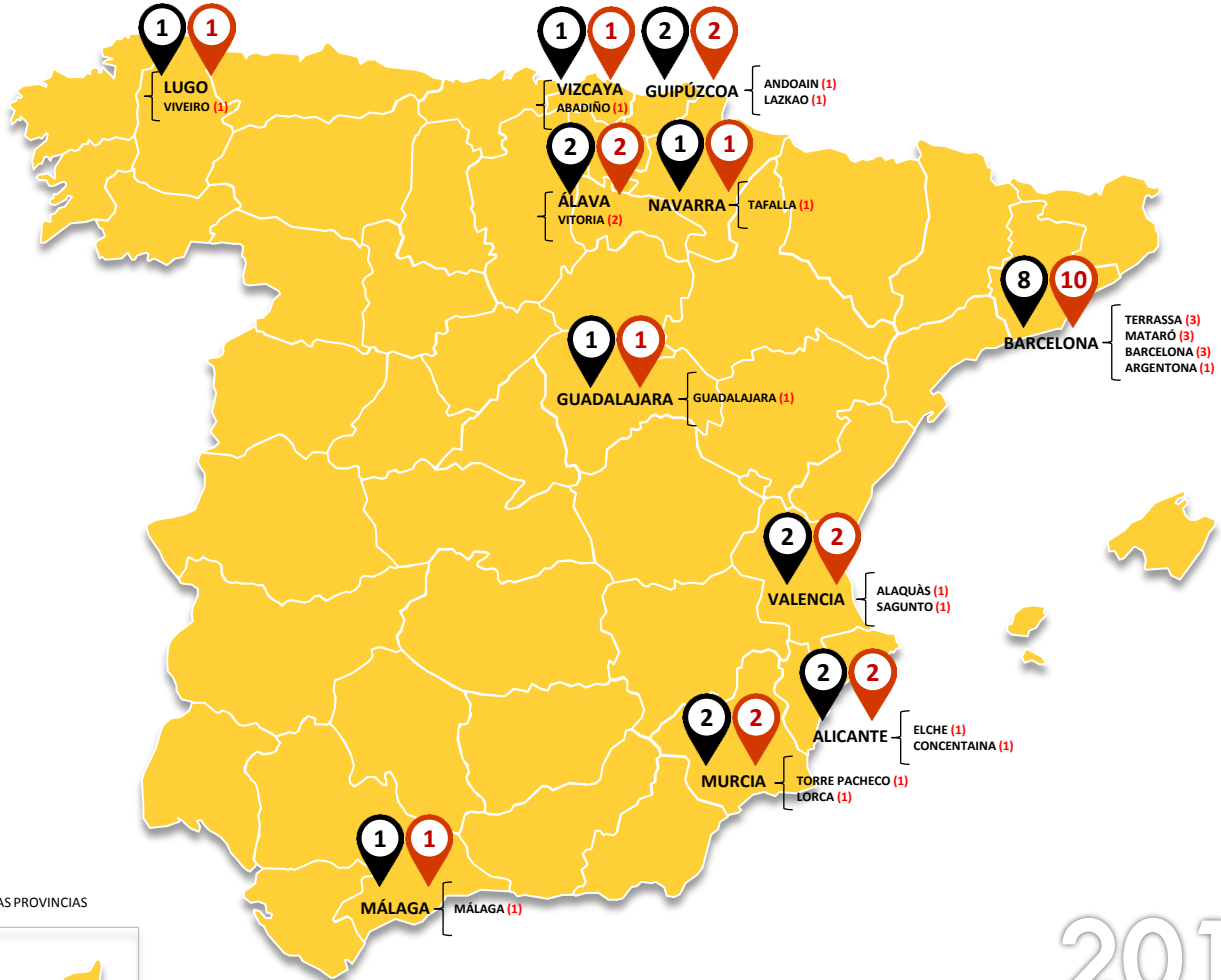 1 1
LUGO
VIVEIRO (1)
1 1
VIZCAYA
ABADIÑO (1)
2 2
GUIPÚZCOA
ANDOAIN (1)
LAZKAO (1)
2 2
ÁLAVA
VITORIA (2)
1 1
NAVARRA
TAFALLA (1)
8 10
BARCELONA
TERRASSA (3)
MATARÓ (3)
BARCELONA (3)
ARGENTONA (1)
1 1
GUADALAJARA
GUADALAJARA (1)
2 2
VALENCIA
ALAQUÀS (1)
SAGUNTO (1)
2 2
ALICANTE
ELCHE (1)
CONCENTAINA (1)
2 2
MURCIA
TORRE PACHECO (1)
LORCA (1)
1 1
MÁLAGA
MÁLAGA (1)
AS PROVINCIAS